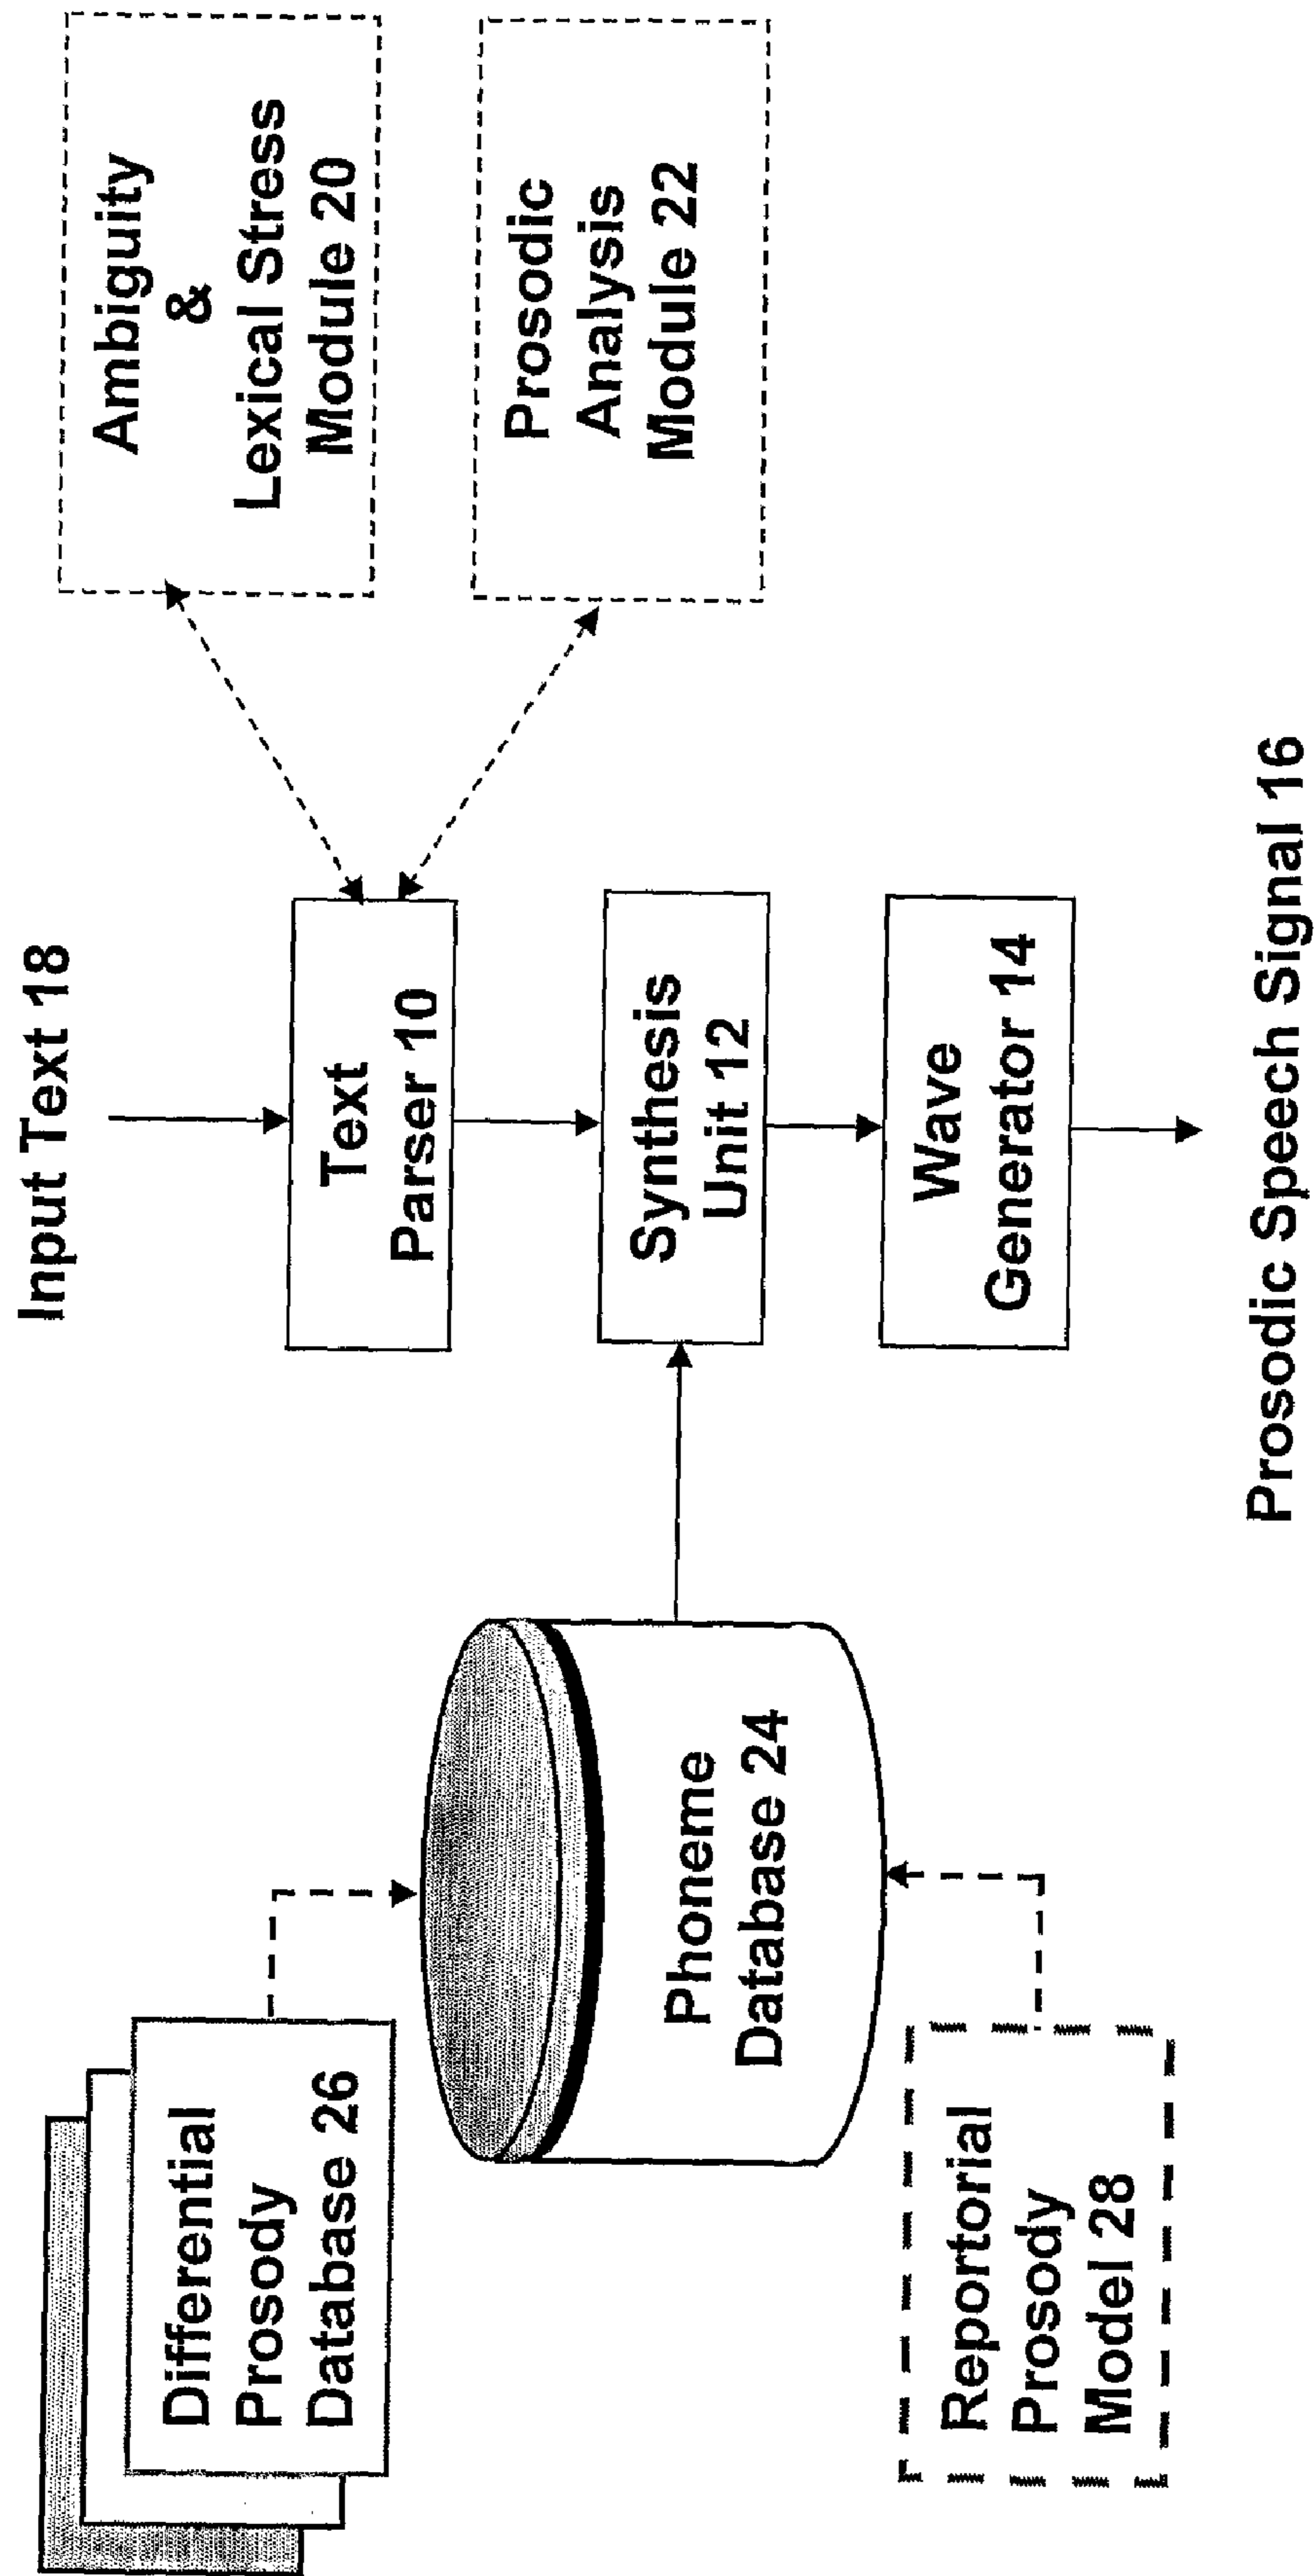 Input Text 18
Ambiguity
&
Lexical Stress
Module 20
Differential
Prosody
Database 26
Text
Parser 10
Prosodic
Analysis
Module 22
Phoneme
Database 24
Synthesis
Unit 12
Reportorial
Prosody
Model 28
Wave
Generator 14
Prosodic Speech Signal 16